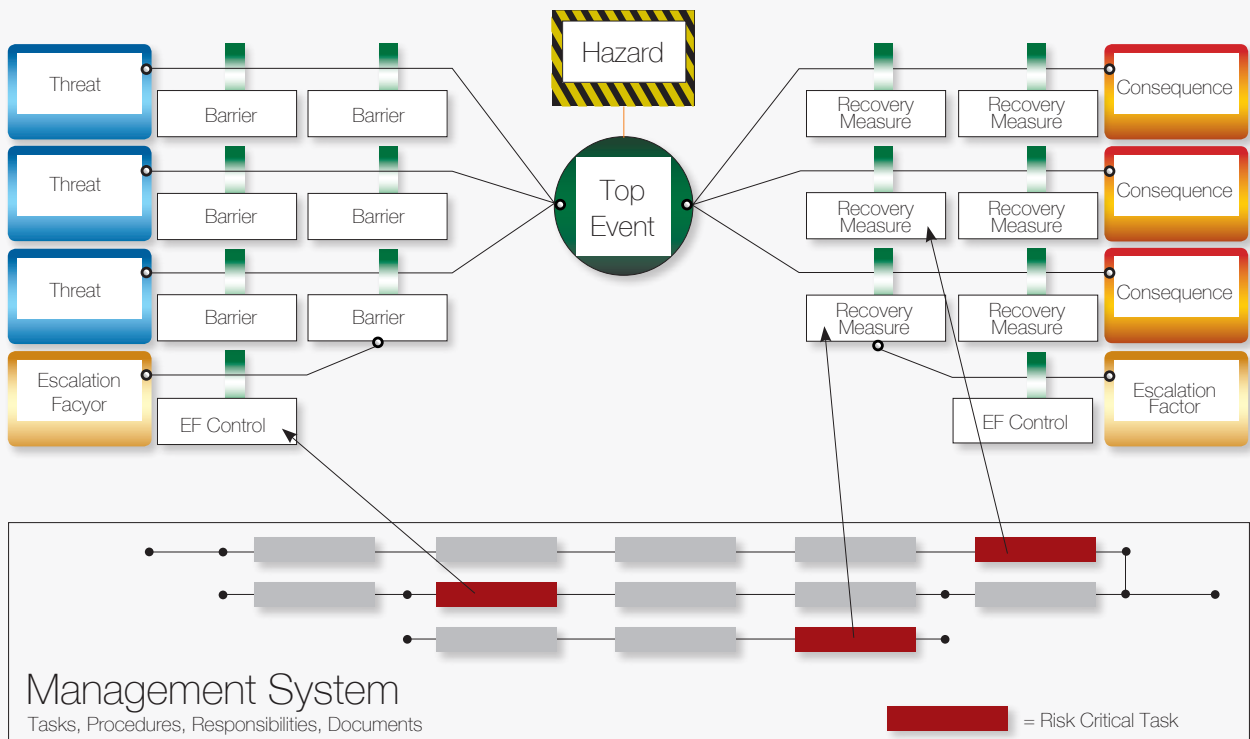 Hazard
Threat
Barrier
Barrier
Recovery
Measure
Recovery
Measure
Consequence
Top
Event
Threat
Barrier
Barrier
Recovery
Measure
Recovery
Measure
Consequence
Threat
Barrier
Barrier
Recovery
Measure
Recovery
Measure
Consequence
Escalation
Facyor
EF Control
EF Control
Escalation
Factor
Management System
Tasks, Procedures, Responsibilities, Documents
= Risk Critical Task